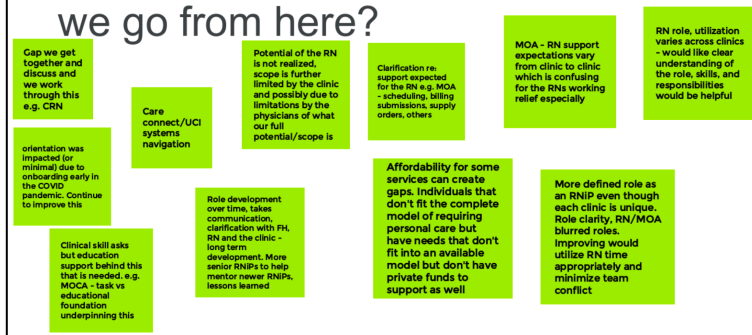 we go from here?
Gap we get
together and
discuss and
we work
through this
e.g. CRN
Care
connect/UCI
systems
navigation
Potential of the RN
is not realized,
scope is further
limited by the clinic
and possibly due to
limitations by the
physicians of what
our full
potential/scope is
Clarification re:
support expected
for the RN e.g. MOA
- scheduling, billing
submissions, supply
orders, others
MOA - RN support
expectations vary
from clinic to clinic
which is confusing
for the RNs working
relief especially
RN role, utilization
varies across clinics
- would like clear
understanding of
the role, skills, and
responsibilities
would be helpful
orientation was
impacted (or
minimal) due to
onboarding early in
the COVID
pandemic. Continue
to improve this
Role development
over time, takes
communication,
clarification with FH,
RN and the clinic -
long term
development. More
senior RNiPs to help
mentor newer RNiPs,
lessons learned
Affordability for some
services can create
gaps. Individuals that
don't fit the complete
model of requiring
personal care but
have needs that don't
fit into an available
model but don't have
private funds to
support as well
More defined role as
an RNiP even though
each clinic is unique.
Role clarity, RN/MOA
blurred roles.
Improving would
utilize RN time
appropriately and
minimize team
conflict
Clinical skill asks
but education
support behind this
that is needed. e.g.
MOCA - task vs
educational
foundation
underpinning this